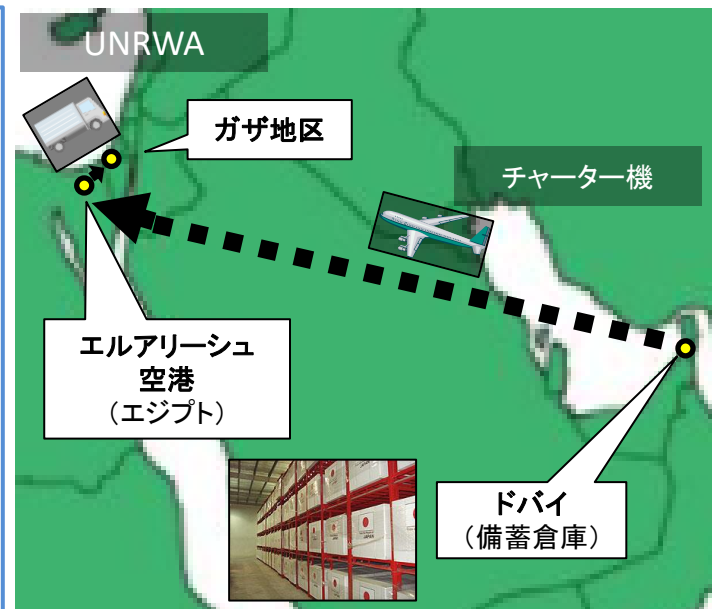 UNRWA
ガザ地区
チャーター機
エルアリーシュ
空港
（エジプト）
ドバイ
（備蓄倉庫）
JAPAN